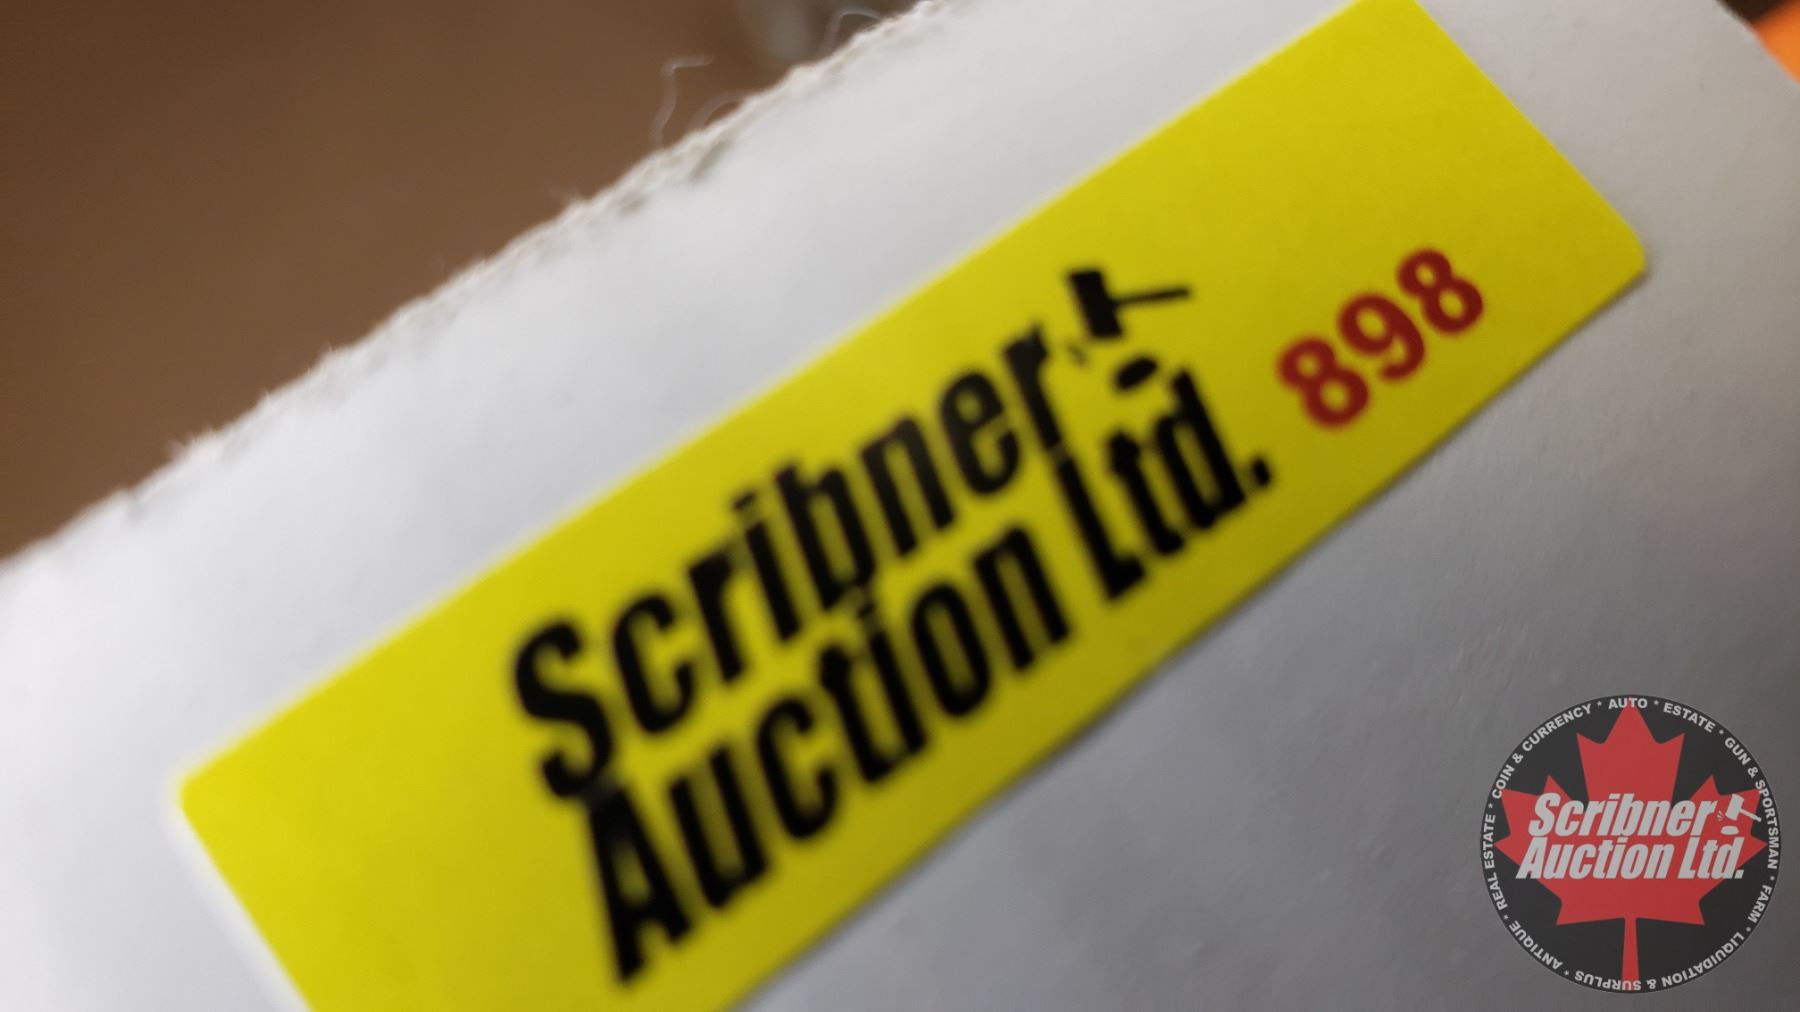 Scribner
Auction Ltd.
898
REAL ESTATE * COIN & CURRENCY * AUTO * ESTATE * GUN & SPORTSMAN * FARM * LIQUIDATION & SURPLUS * ANTIQUE *
Scribner
Auction Ltd.